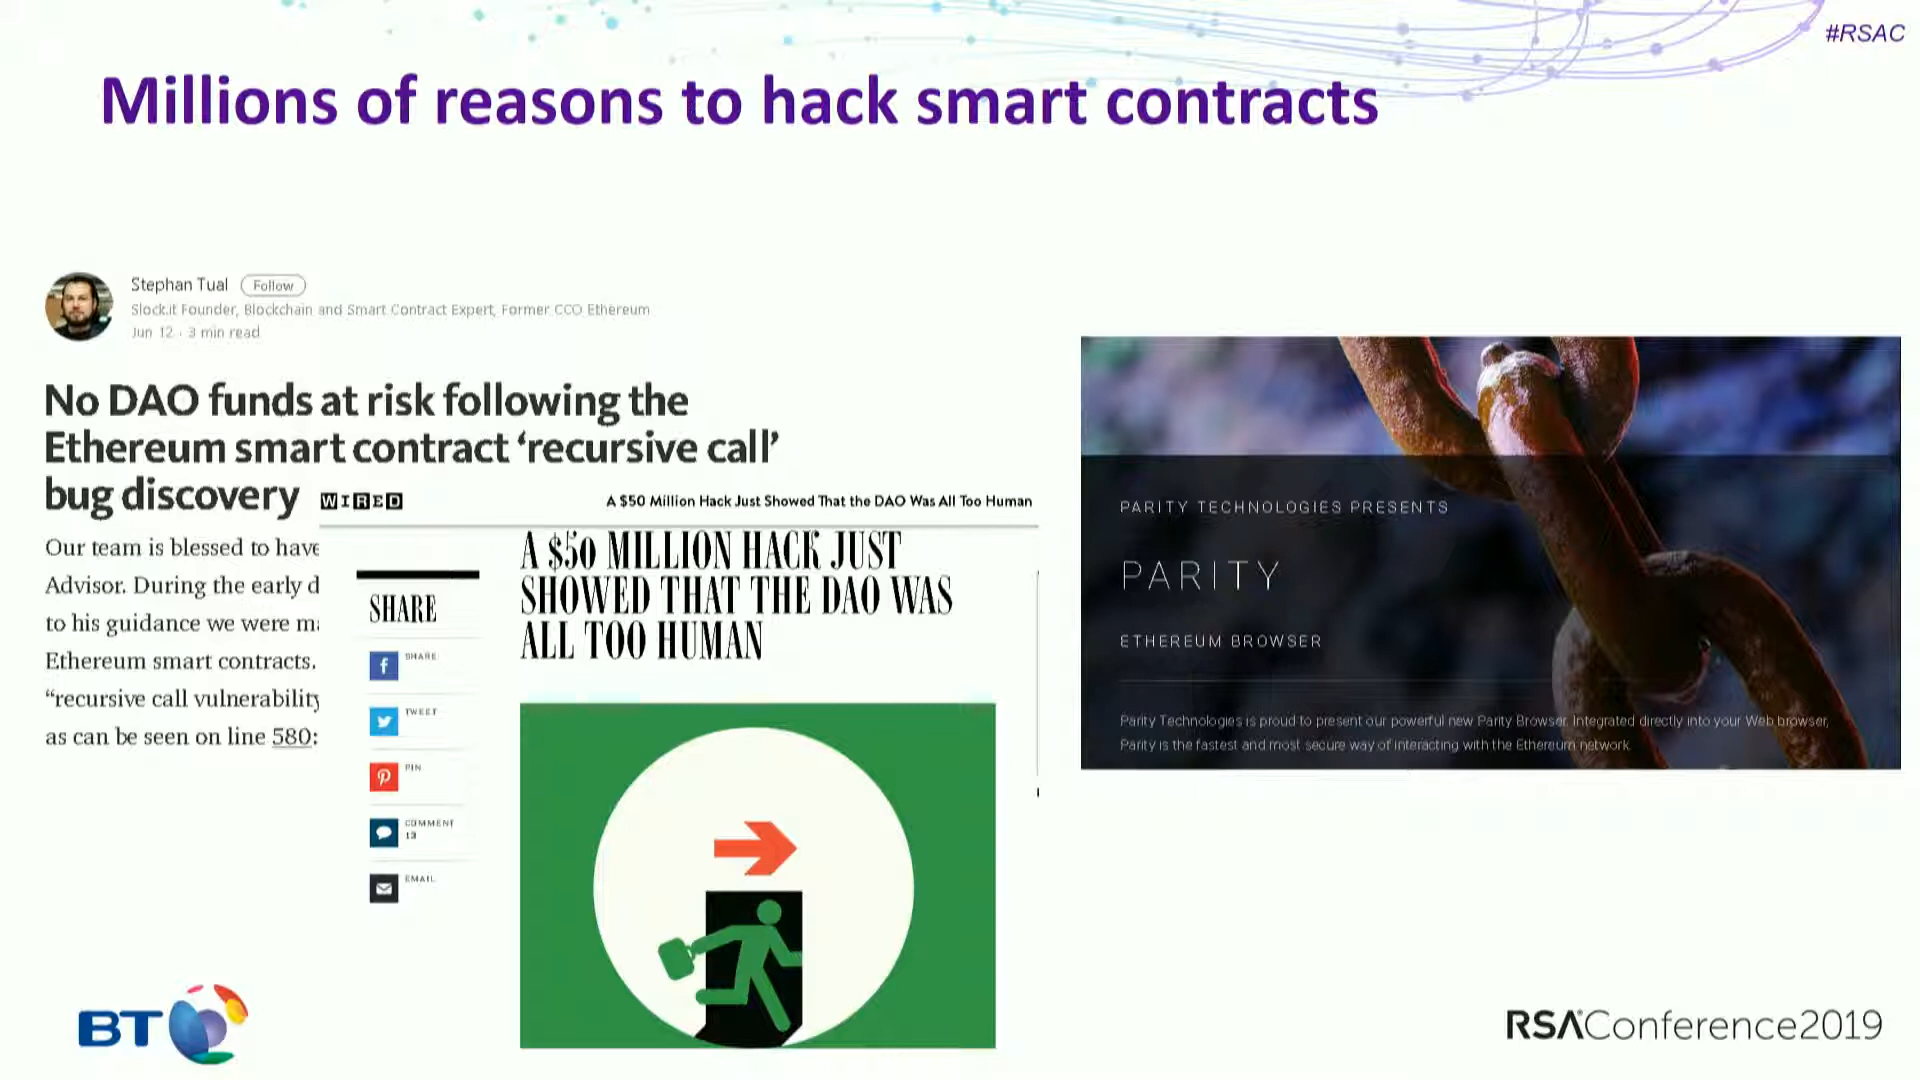 #RSAC
Millions of reasons to hack smart contracts
Stephan Tual Follow
Slock.it Founder, Blockchain and Smart Contract Expert, Former CCO Ethereum
Jun 12 · 3 min read
No DAO funds at risk following the
Ethereum smart contract ‘recursive call’
bug discovery
Our team is blessed to have
Advisor. During the early d
to his guidance we were ma
Ethereum smart contracts.
“recursive call vulnerability
as can be seen on line 580:
WIRED
A $50 Million Hack Just Showed That the DAO Was All Too Human
A $50 MILLION HACK JUST
SHOWED THAT THE DAO WAS
ALL TOO HUMAN
SHARE
SHARE
TWEET
PIN
COMMENT
13
EMAIL
PARITY TECHNOLOGIES PRESENTS
PARITY
ETHEREUM BROWSER
Parity Technologies is proud to present our powerful new Parity Browser. Integrated directly into your Web browser,
Parity is the fastest and most secure way of interacting with the Ethereum network.
BT
RSAConference2019